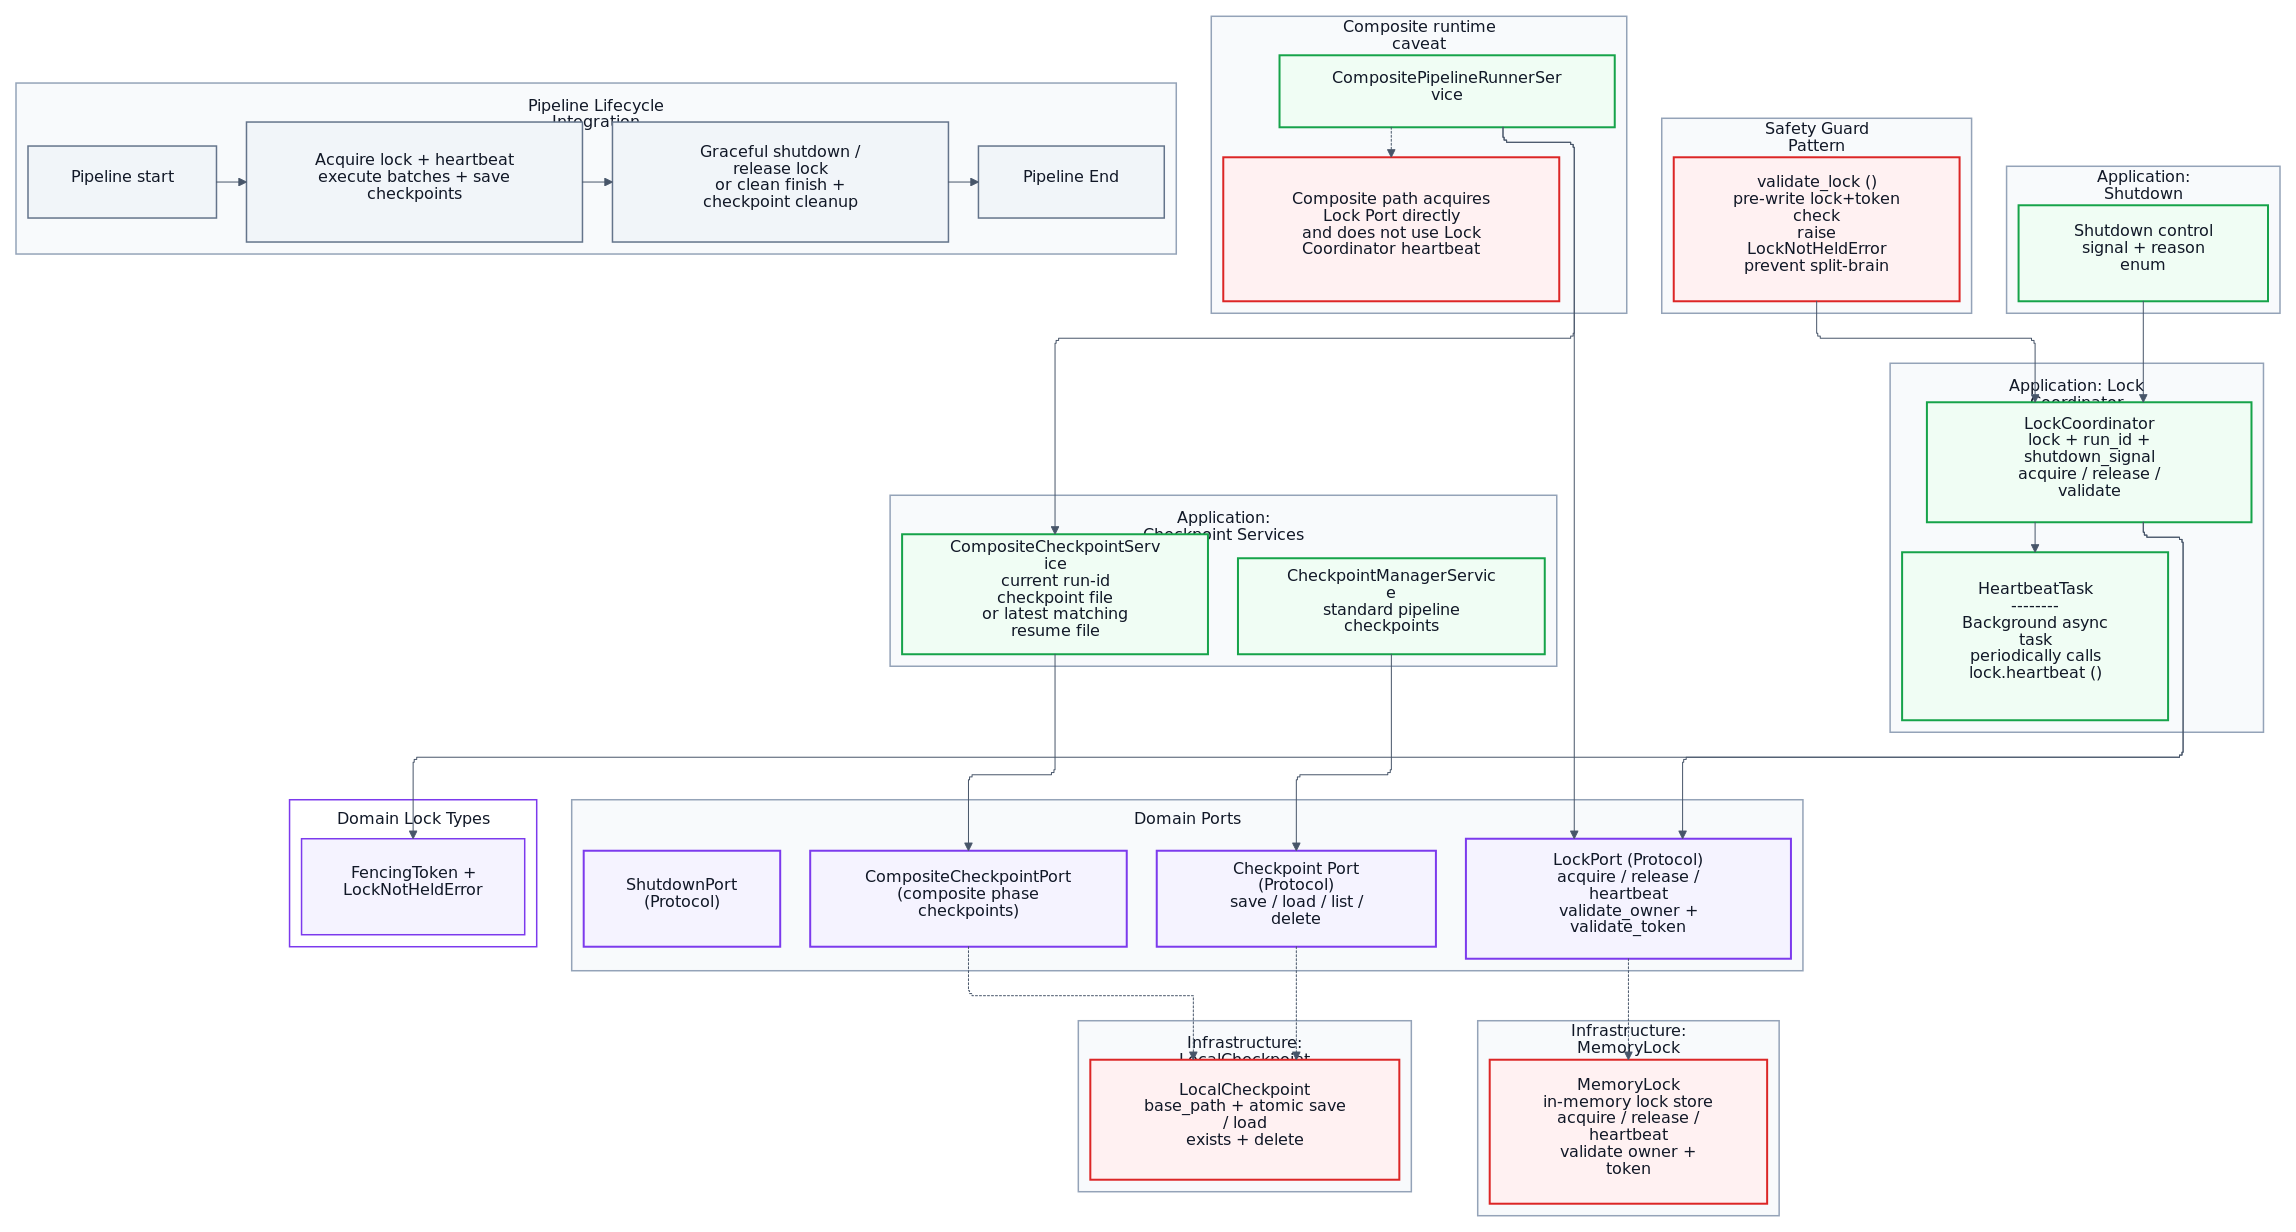 Composite runtime
caveat
CompositePipelineRunnerSer
vice
Composite path acquires
Lock Port directly
and does not use Lock
Coordinator heartbeat
Pipeline Lifecycle
Integration
Pipeline start
Acquire lock + heartbeat
execute batches + save
checkpoints
Graceful shutdown /
release lock
or clean finish +
checkpoint cleanup
Pipeline End
Safety Guard
Pattern
validate_lock ()
pre-write lock+token
check
raise
LockNotHeldError
prevent split-brain
Application:
Shutdown
Shutdown control
signal + reason
enum
Application: Lock
Coordinator
LockCoordinator
lock + run_id +
shutdown_signal
acquire / release /
validate
HeartbeatTask
--------
Background async
task
periodically calls
lock.heartbeat ()
Application:
Checkpoint Services
CompositeCheckpointServ
ice
current run-id
checkpoint file
or latest matching
resume file
CheckpointManagerServic
e
standard pipeline
checkpoints
Domain Lock Types
FencingToken +
LockNotHeldError
Domain Ports
ShutdownPort
(Protocol)
CompositeCheckpointPort
(composite phase
checkpoints)
Checkpoint Port
(Protocol)
save / load / list /
delete
LockPort (Protocol)
acquire / release /
heartbeat
validate_owner +
validate_token
Infrastructure:
LocalCheckpoint
LocalCheckpoint
base_path + atomic save
/ load
exists + delete
Infrastructure:
MemoryLock
MemoryLock
in-memory lock store
acquire / release /
heartbeat
validate owner +
token